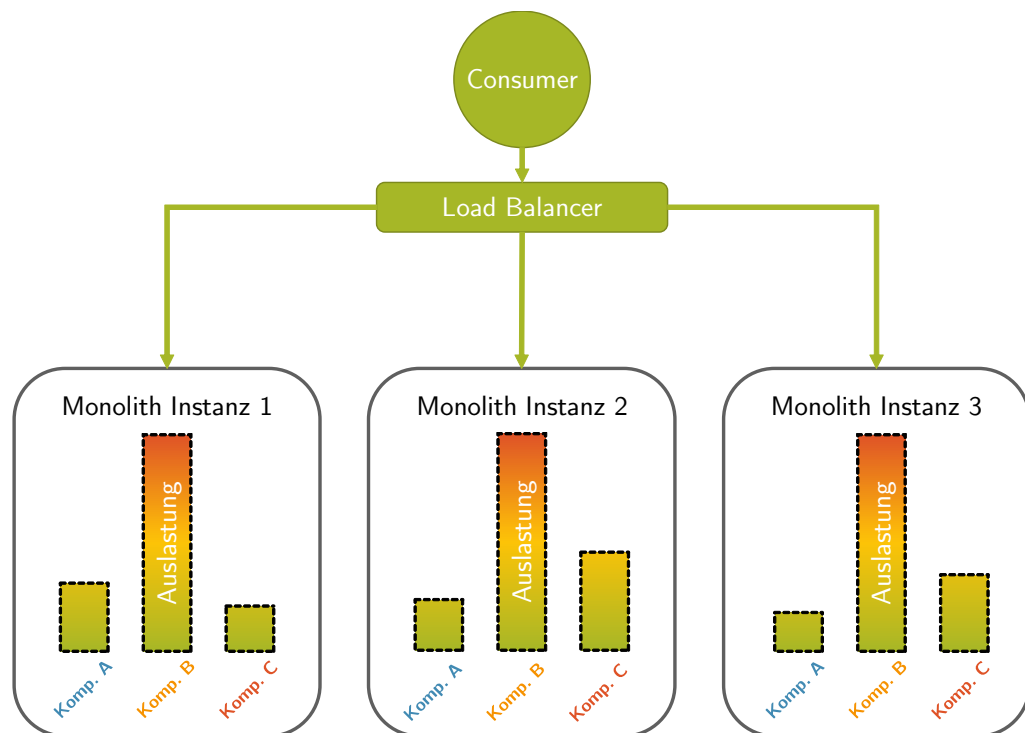 Consumer
Load Balancer
Monolith Instanz 1
Auslastung
Komp. A
Komp. B
Komp. C
Monolith Instanz 2
Auslastung
Komp. A
Komp. B
Komp. C
Monolith Instanz 3
Auslastung
Komp. A
Komp. B
Komp. C